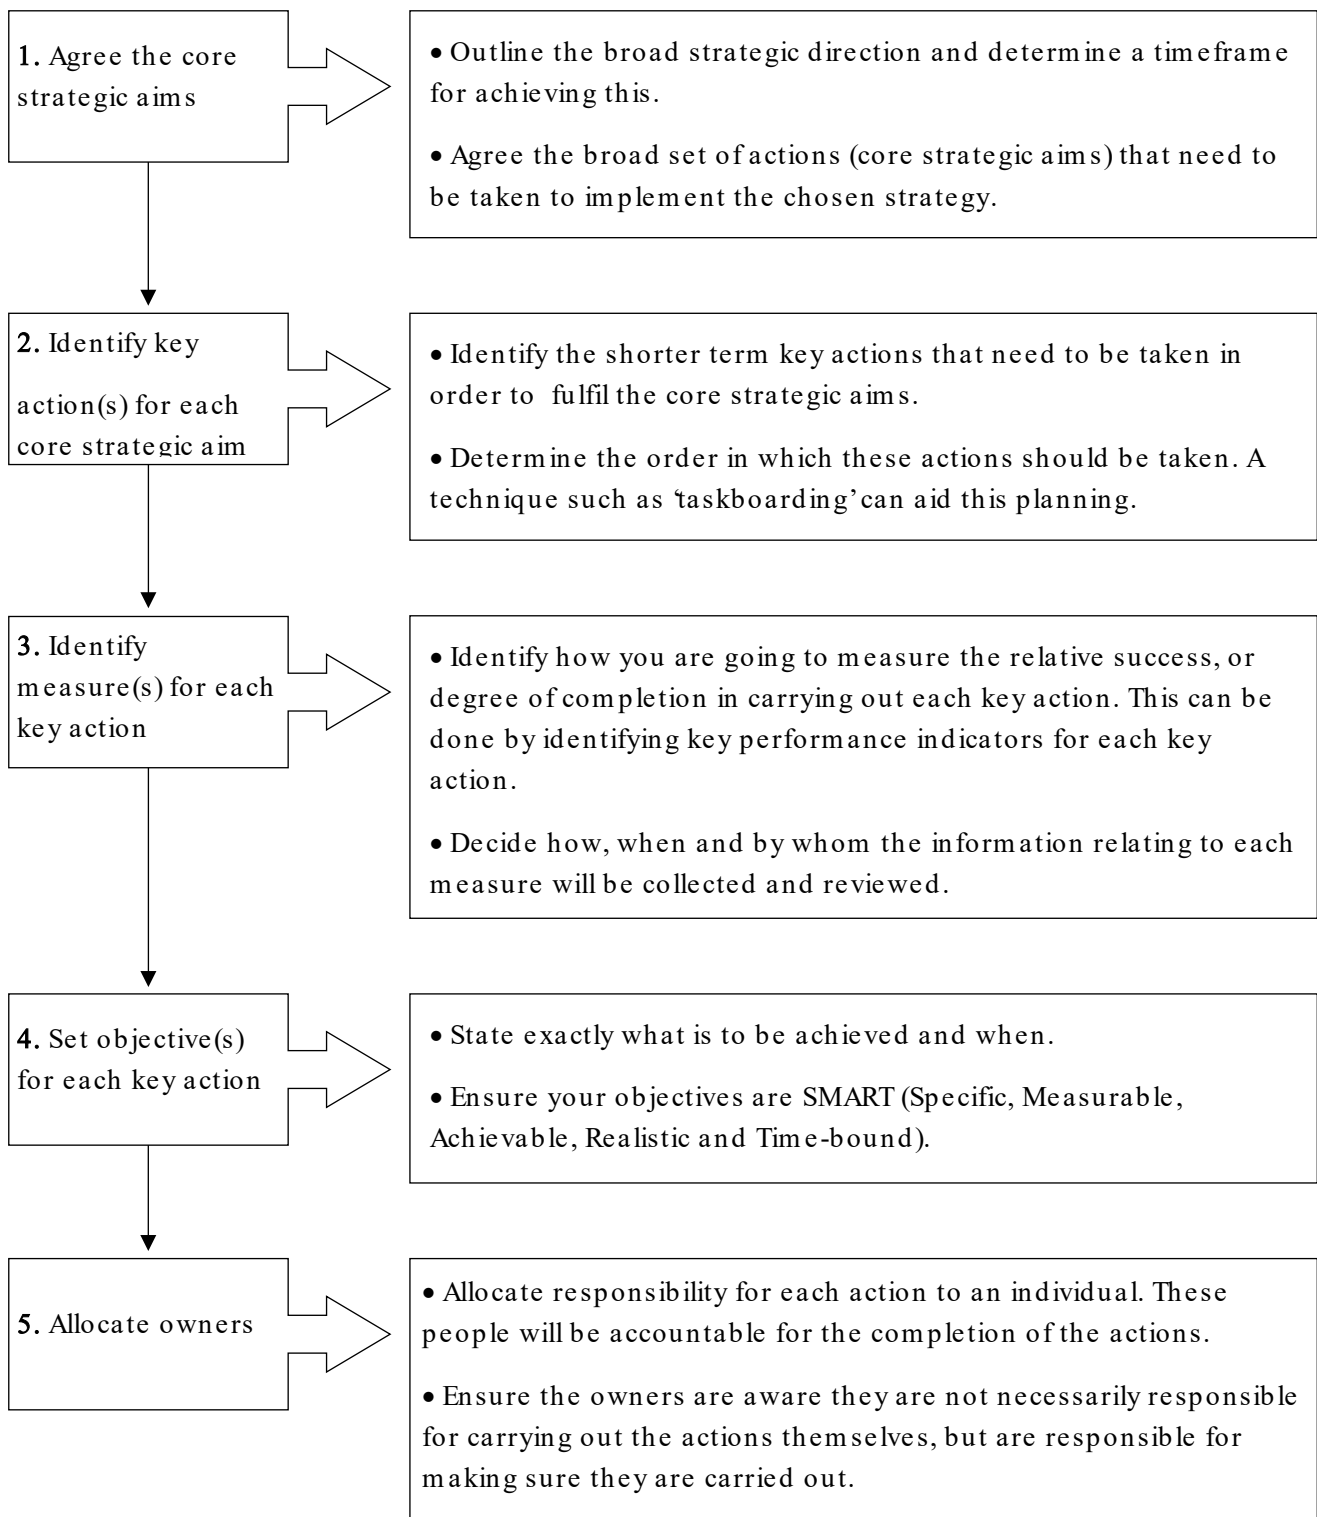 1. Agree the core
strategic aims
• Outline the broad strategic direction and determine a timeframe
for achieving this.
• Agree the broad set of actions (core strategic aims) that need to
be taken to implement the chosen strategy.
2. Identify key
action(s) for each
core strategic aim
• Identify the shorter term key actions that need to be taken in
order to fulfil the core strategic aims.
• Determine the order in which these actions should be taken. A
technique such as ‘taskboarding’ can aid this planning.
3. Identify
measure(s) for each
key action
• Identify how you are going to measure the relative success, or
degree of completion in carrying out each key action. This can be
done by identifying key performance indicators for each key
action.
• Decide how, when and by whom the information relating to each
measure will be collected and reviewed.
4. Set objective(s)
for each key action
• State exactly what is to be achieved and when.
• Ensure your objectives are SMART (Specific, Measurable,
Achievable, Realistic and Time-bound).
5. Allocate owners
• Allocate responsibility for each action to an individual. These
people will be accountable for the completion of the actions.
• Ensure the owners are aware they are not necessarily responsible
for carrying out the actions themselves, but are responsible for
making sure they are carried out.